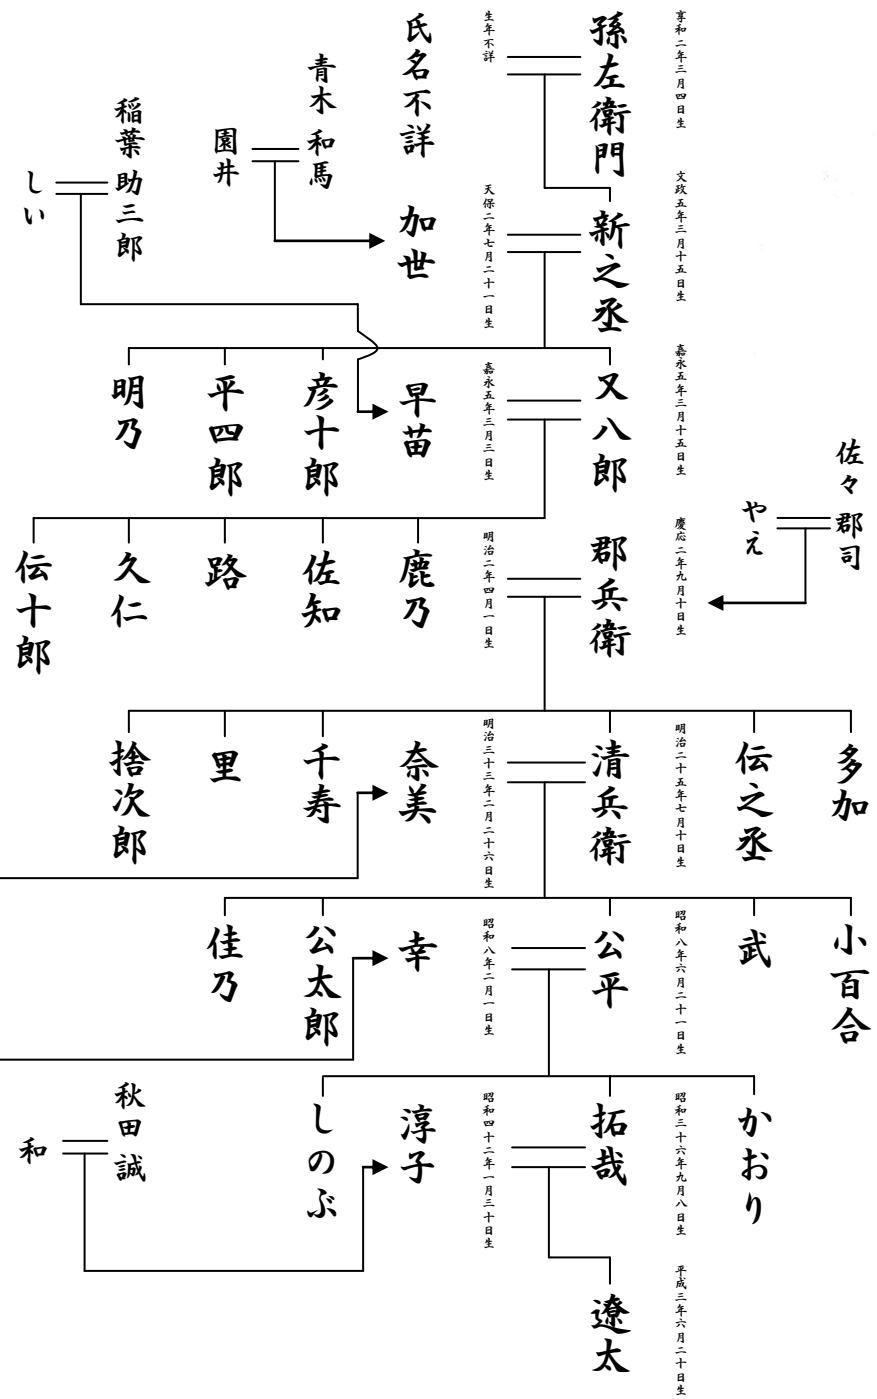 享和二年三月四日生
孫左衛門
生年不詳
氏名不詳
青木 和馬
園井
稲葉 助三郎
しい
文政五年三月十五日生
新之丞
天保二年七月二十一日生
加世
嘉永五年三月十五日生
又八郎
嘉永五年三月三日生
早苗
彦十郎
平四郎
明乃
佐々 郡司
やえ
慶応二年九月十日生
郡兵衛
明治二年四月一日生
鹿乃
佐知
路
久仁
伝十郎
多加
伝之丞
明治二十五年七月十日生
清兵衛
明治三十三年二月二十六日生
奈美
千寿
里
捨次郎
小百合
武
昭和八年六月二十一日生
公平
昭和八年二月一日生
幸
公太郎
佳乃
かおり
昭和三十六年九月八日生
拓哉
昭和四十二年一月三十日生
淳子
しのぶ
秋田 誠
和
平成三年六月二十日生
遼太